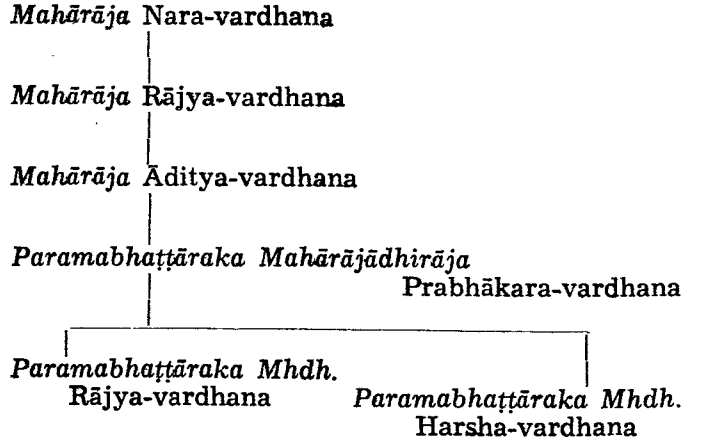 Mahārāja Nara-vardhana
Mahārāja Rājya-vardhana
Mahārāja Āditya-vardhana
Paramabhaṭṭāraka Mahārājādhirāja
Prabhākara-vardhana
Paramabhaṭṭāraka Mhdh.
Rājya-vardhana
Paramabhaṭṭāraka Mhdh.
Harsha-vardhana